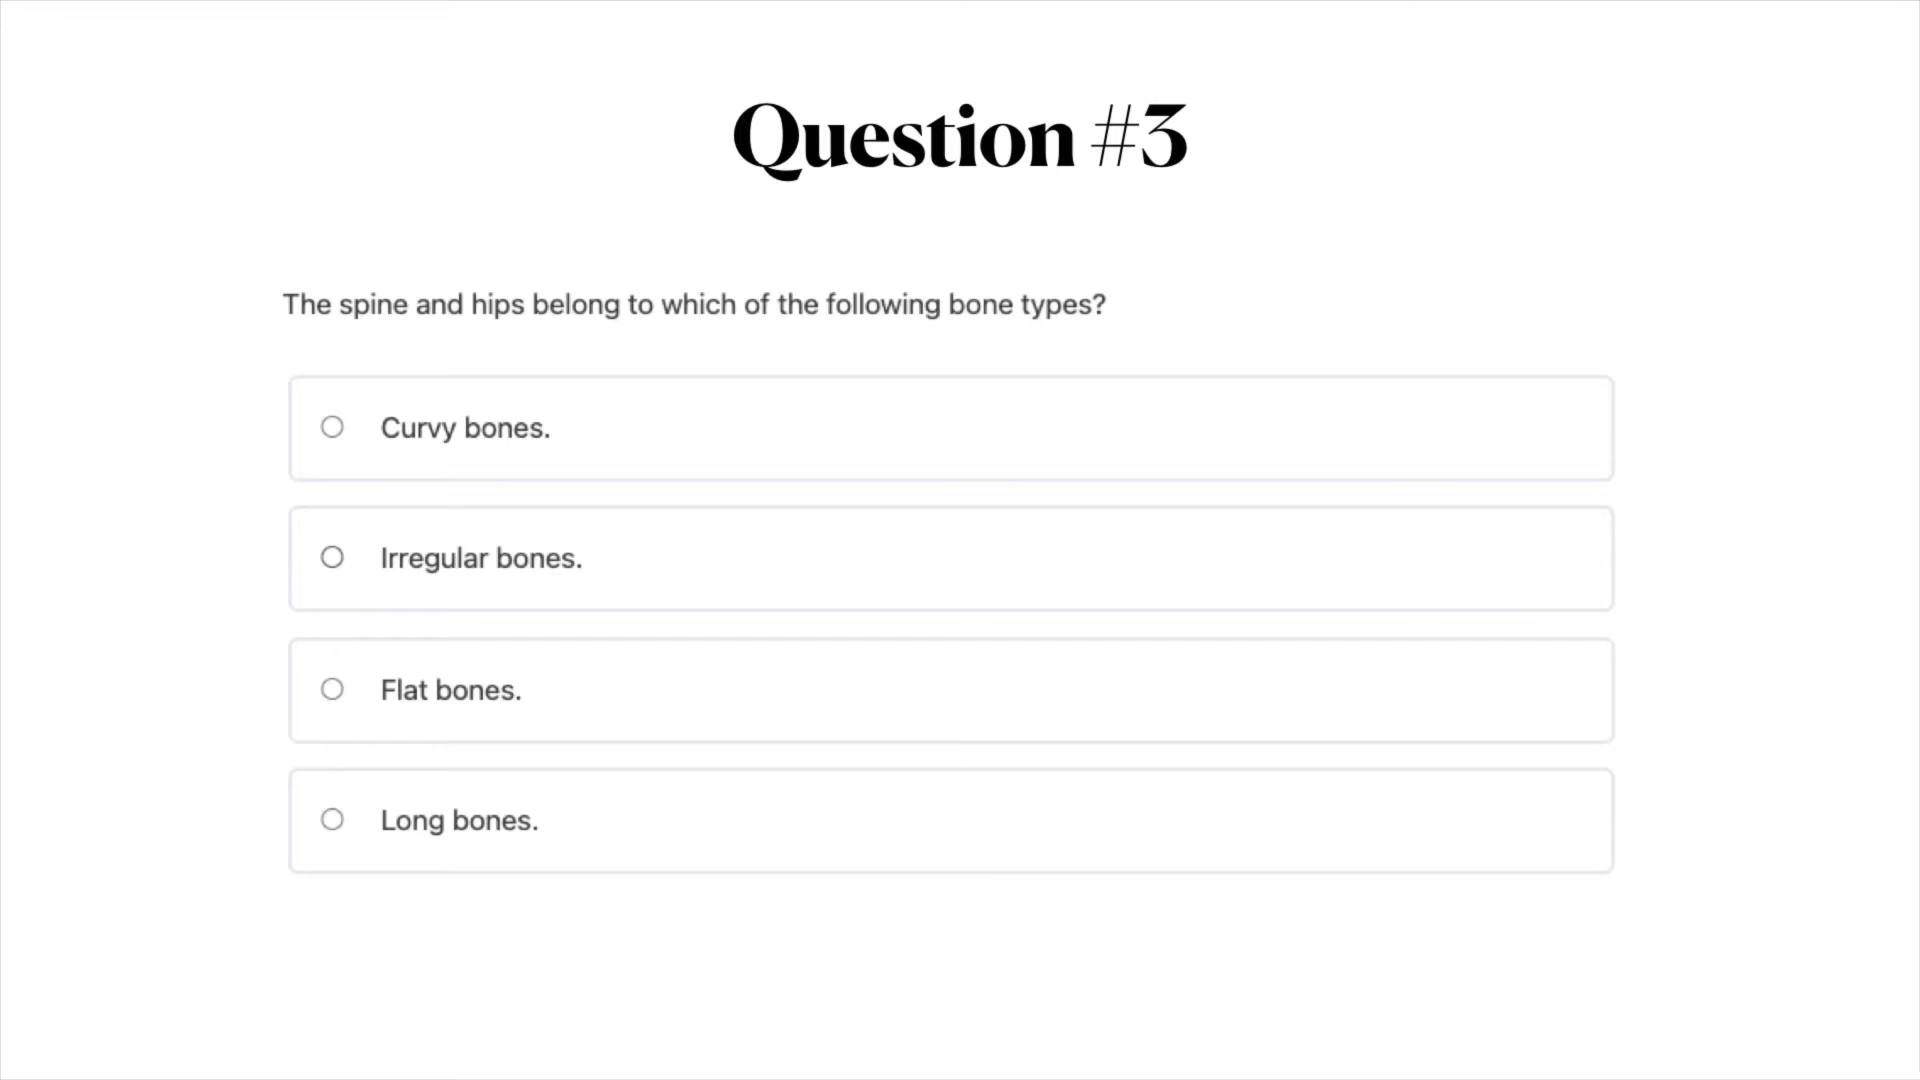 Question #3
The spine and hips belong to which of the following bone types?
Curvy bones.
Irregular bones.
Flat bones.
Long bones.